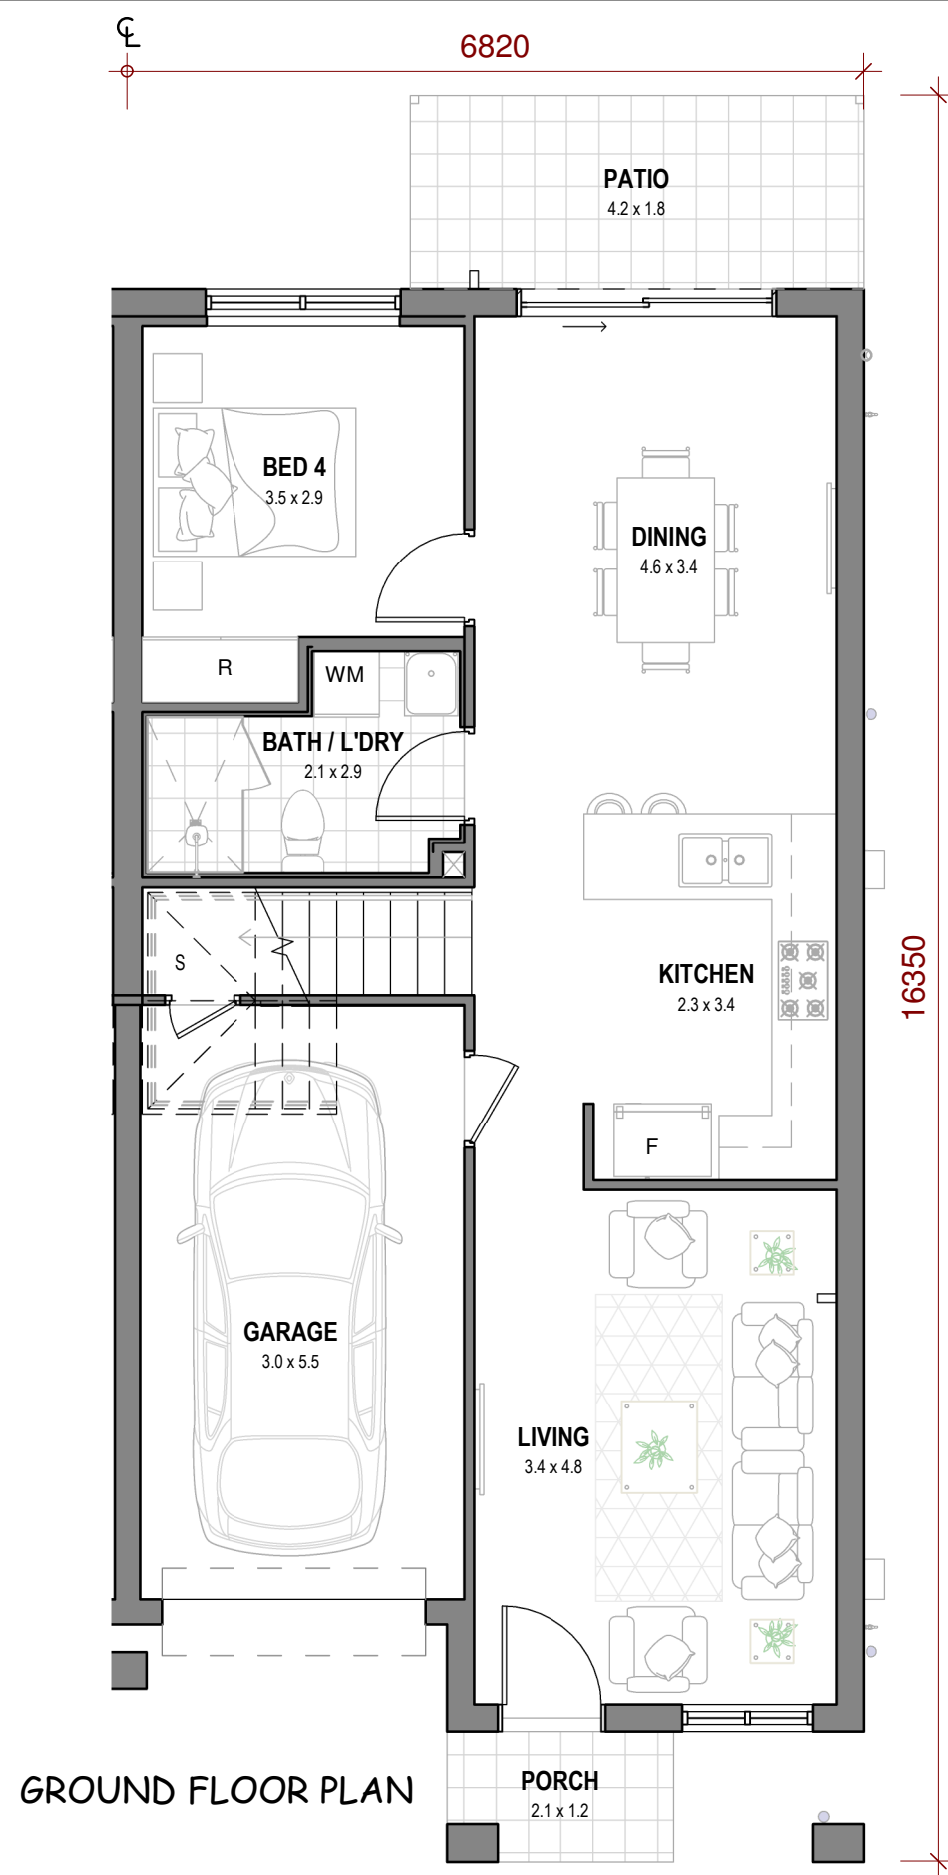 ℄
6820
PATIO
4.2 x 1.8
BED 4
3.5 x 2.9
DINING
4.6 x 3.4
R
WM
BATH / L'DRY
2.1 x 2.9
S
KITCHEN
2.3 x 3.4
16350
F
GARAGE
3.0 x 5.5
LIVING
3.4 x 4.8
GROUND FLOOR PLAN
PORCH
2.1 x 1.2